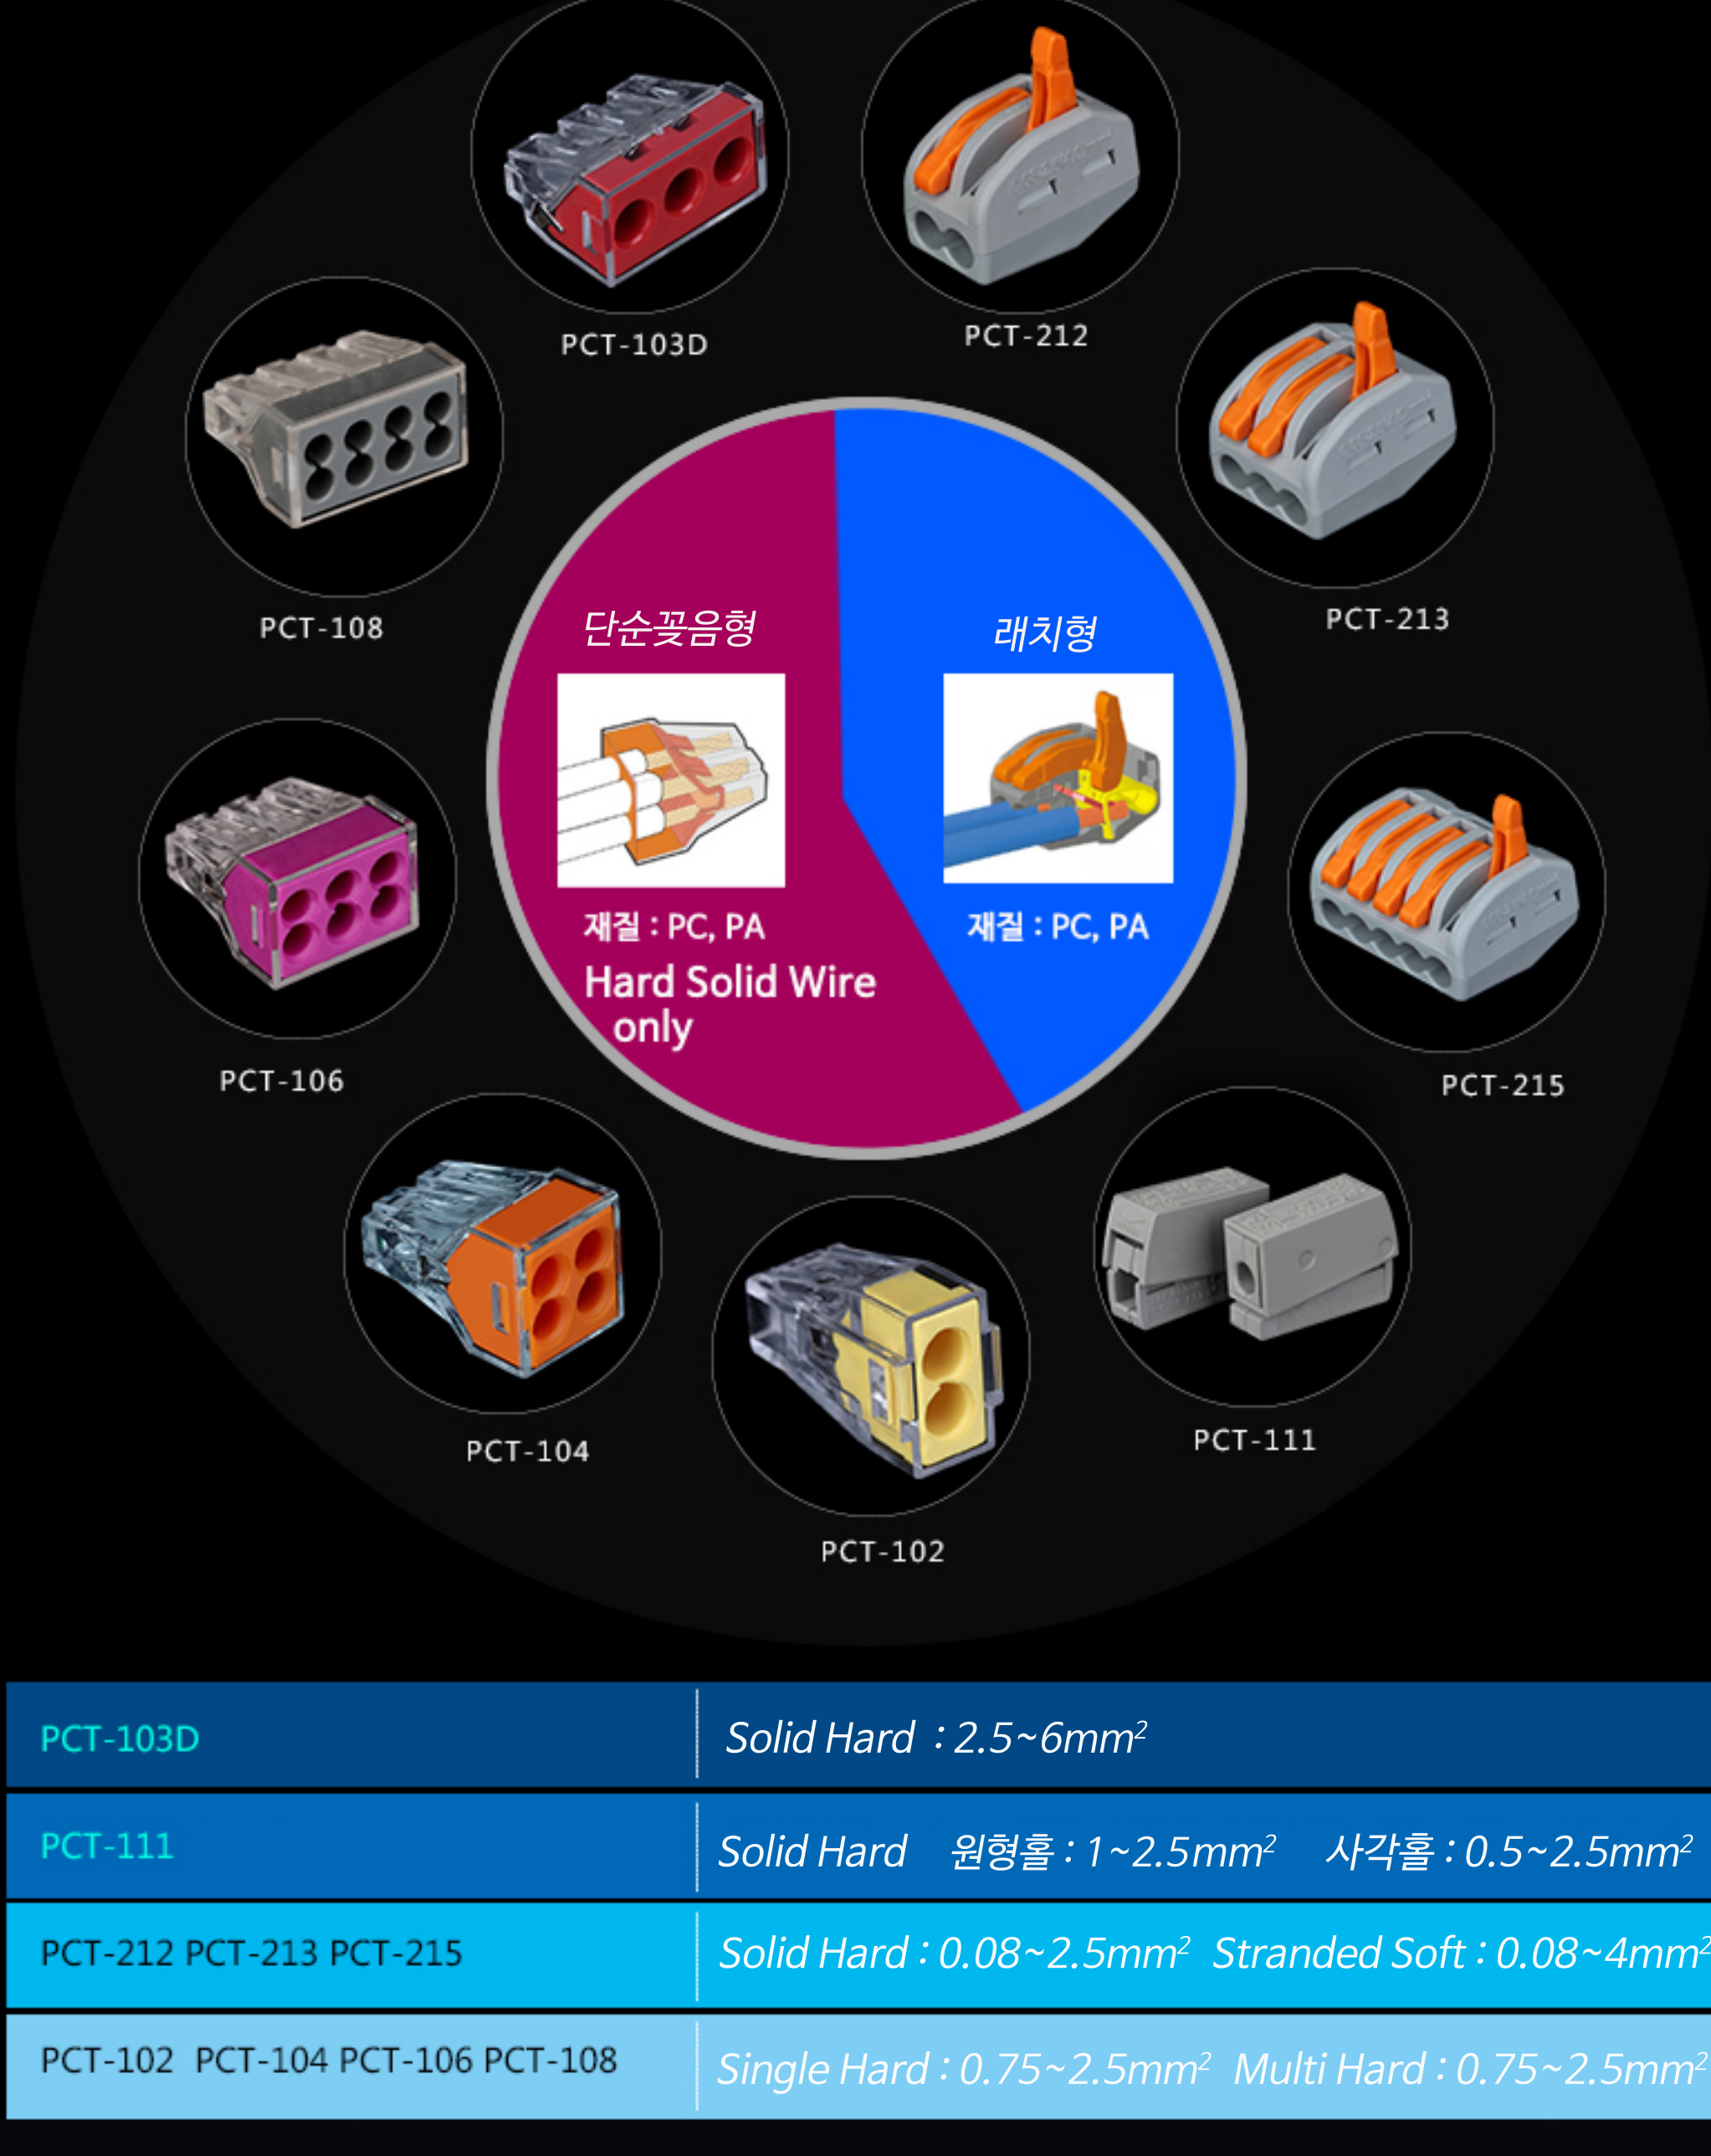 PCT-103D
PCT-212
PCT-108
PCT-213
단순꽂음형
래치형
재질 : PC, PA
Hard Solid Wire
only
재질 : PC, PA
PCT-106
PCT-215
PCT-104
PCT-111
PCT-102
PCT-103D Solid Hard : 2.5~6mm²
PCT-111 Solid Hard 원형홀 : 1~2.5mm² 사각홀 : 0.5~2.5mm²
PCT-212 PCT-213 PCT-215 Solid Hard : 0.08~2.5mm² Stranded Soft : 0.08~4mm²
PCT-102 PCT-104 PCT-106 PCT-108 Single Hard : 0.75~2.5mm² Multi Hard : 0.75~2.5mm²